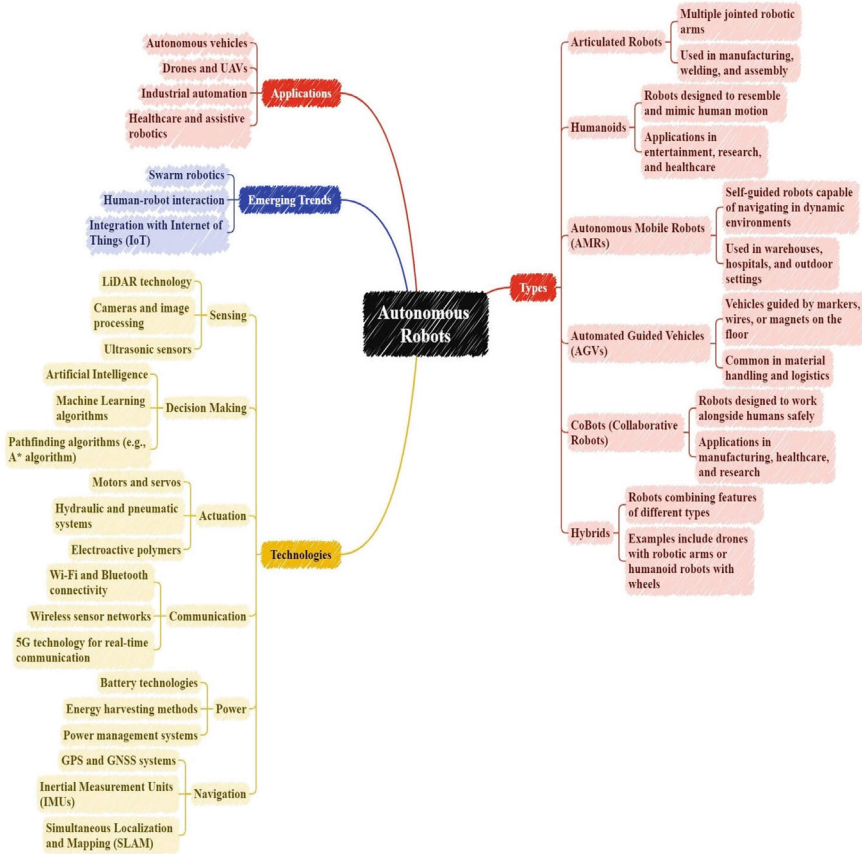 Autonomous
Robots
Applications
Autonomous vehicles
Drones and UAVs
Industrial automation
Healthcare and assistive
robotics
Emerging Trends
Swarm robotics
Human-robot interaction
Integration with Internet of
Things (IoT)
Technologies
Sensing
LiDAR technology
Cameras and image
processing
Ultrasonic sensors
Decision Making
Artificial Intelligence
Machine Learning
algorithms
Pathfinding algorithms (e.g.,
A* algorithm)
Actuation
Motors and servos
Hydraulic and pneumatic
systems
Electroactive polymers
Communication
Wi-Fi and Bluetooth
connectivity
Wireless sensor networks
5G technology for real-time
communication
Power
Battery technologies
Energy harvesting methods
Power management systems
Navigation
GPS and GNSS systems
Inertial Measurement Units
(IMUs)
Simultaneous Localization
and Mapping (SLAM)
Types
Articulated Robots
Multiple jointed robotic
arms
Used in manufacturing,
welding, and assembly
Humanoids
Robots designed to resemble
and mimic human motion
Applications in
entertainment, research,
and healthcare
Autonomous Mobile Robots
(AMRs)
Self-guided robots capable
of navigating in dynamic
environments
Used in warehouses,
hospitals, and outdoor
settings
Automated Guided Vehicles
(AGVs)
Vehicles guided by markers,
wires, or magnets on the
floor
Common in material
handling and logistics
CoBots (Collaborative
Robots)
Robots designed to work
alongside humans safely
Applications in
manufacturing, healthcare,
and research
Hybrids
Robots combining features
of different types
Examples include drones
with robotic arms or
humanoid robots with
wheels